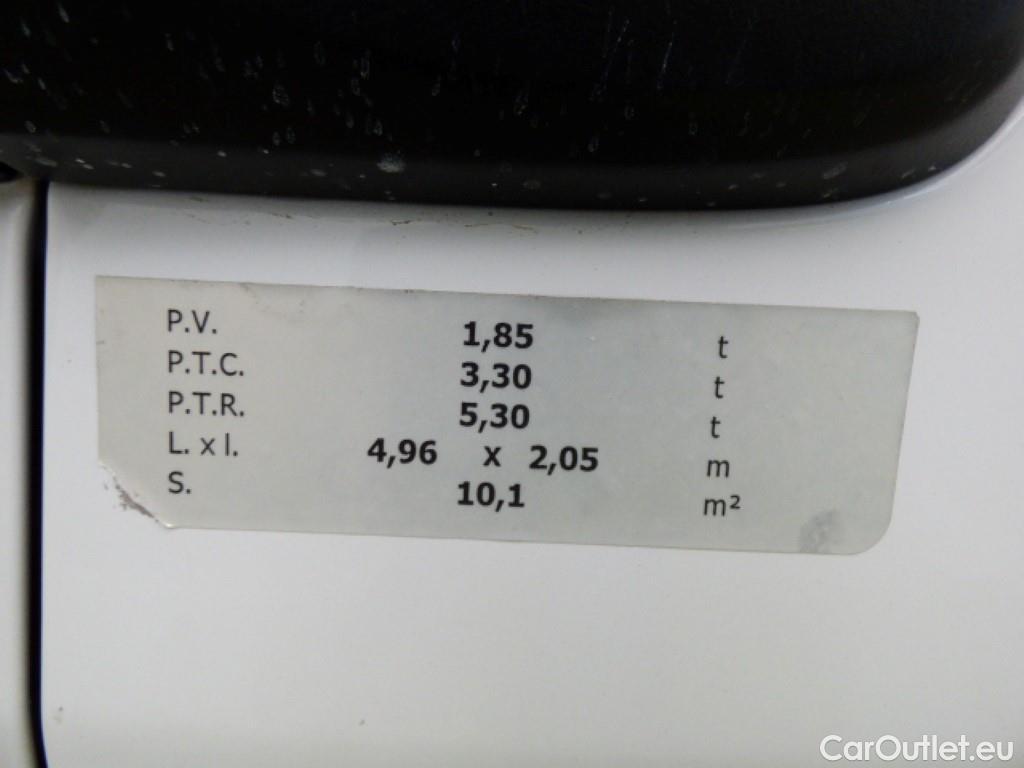 P.V. 1,85 t
P.T.C. 3,30 t
P.T.R. 5,30 t
L. x l. 4,96 x 2,05 m
S. 10,1 m²
CarOutlet.eu